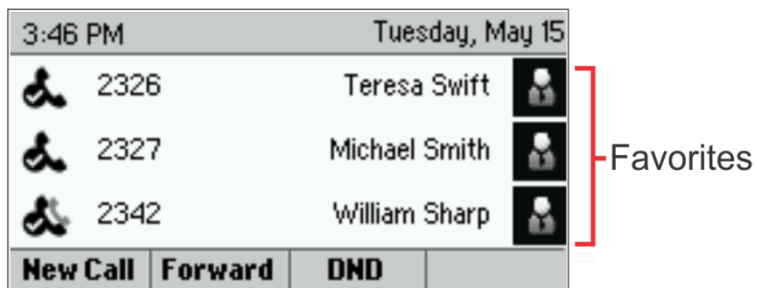 3:46 PM Tuesday, May 15
2326 Teresa Swift
2327 Michael Smith
Favorites
2342 William Sharp
New Call Forward DND